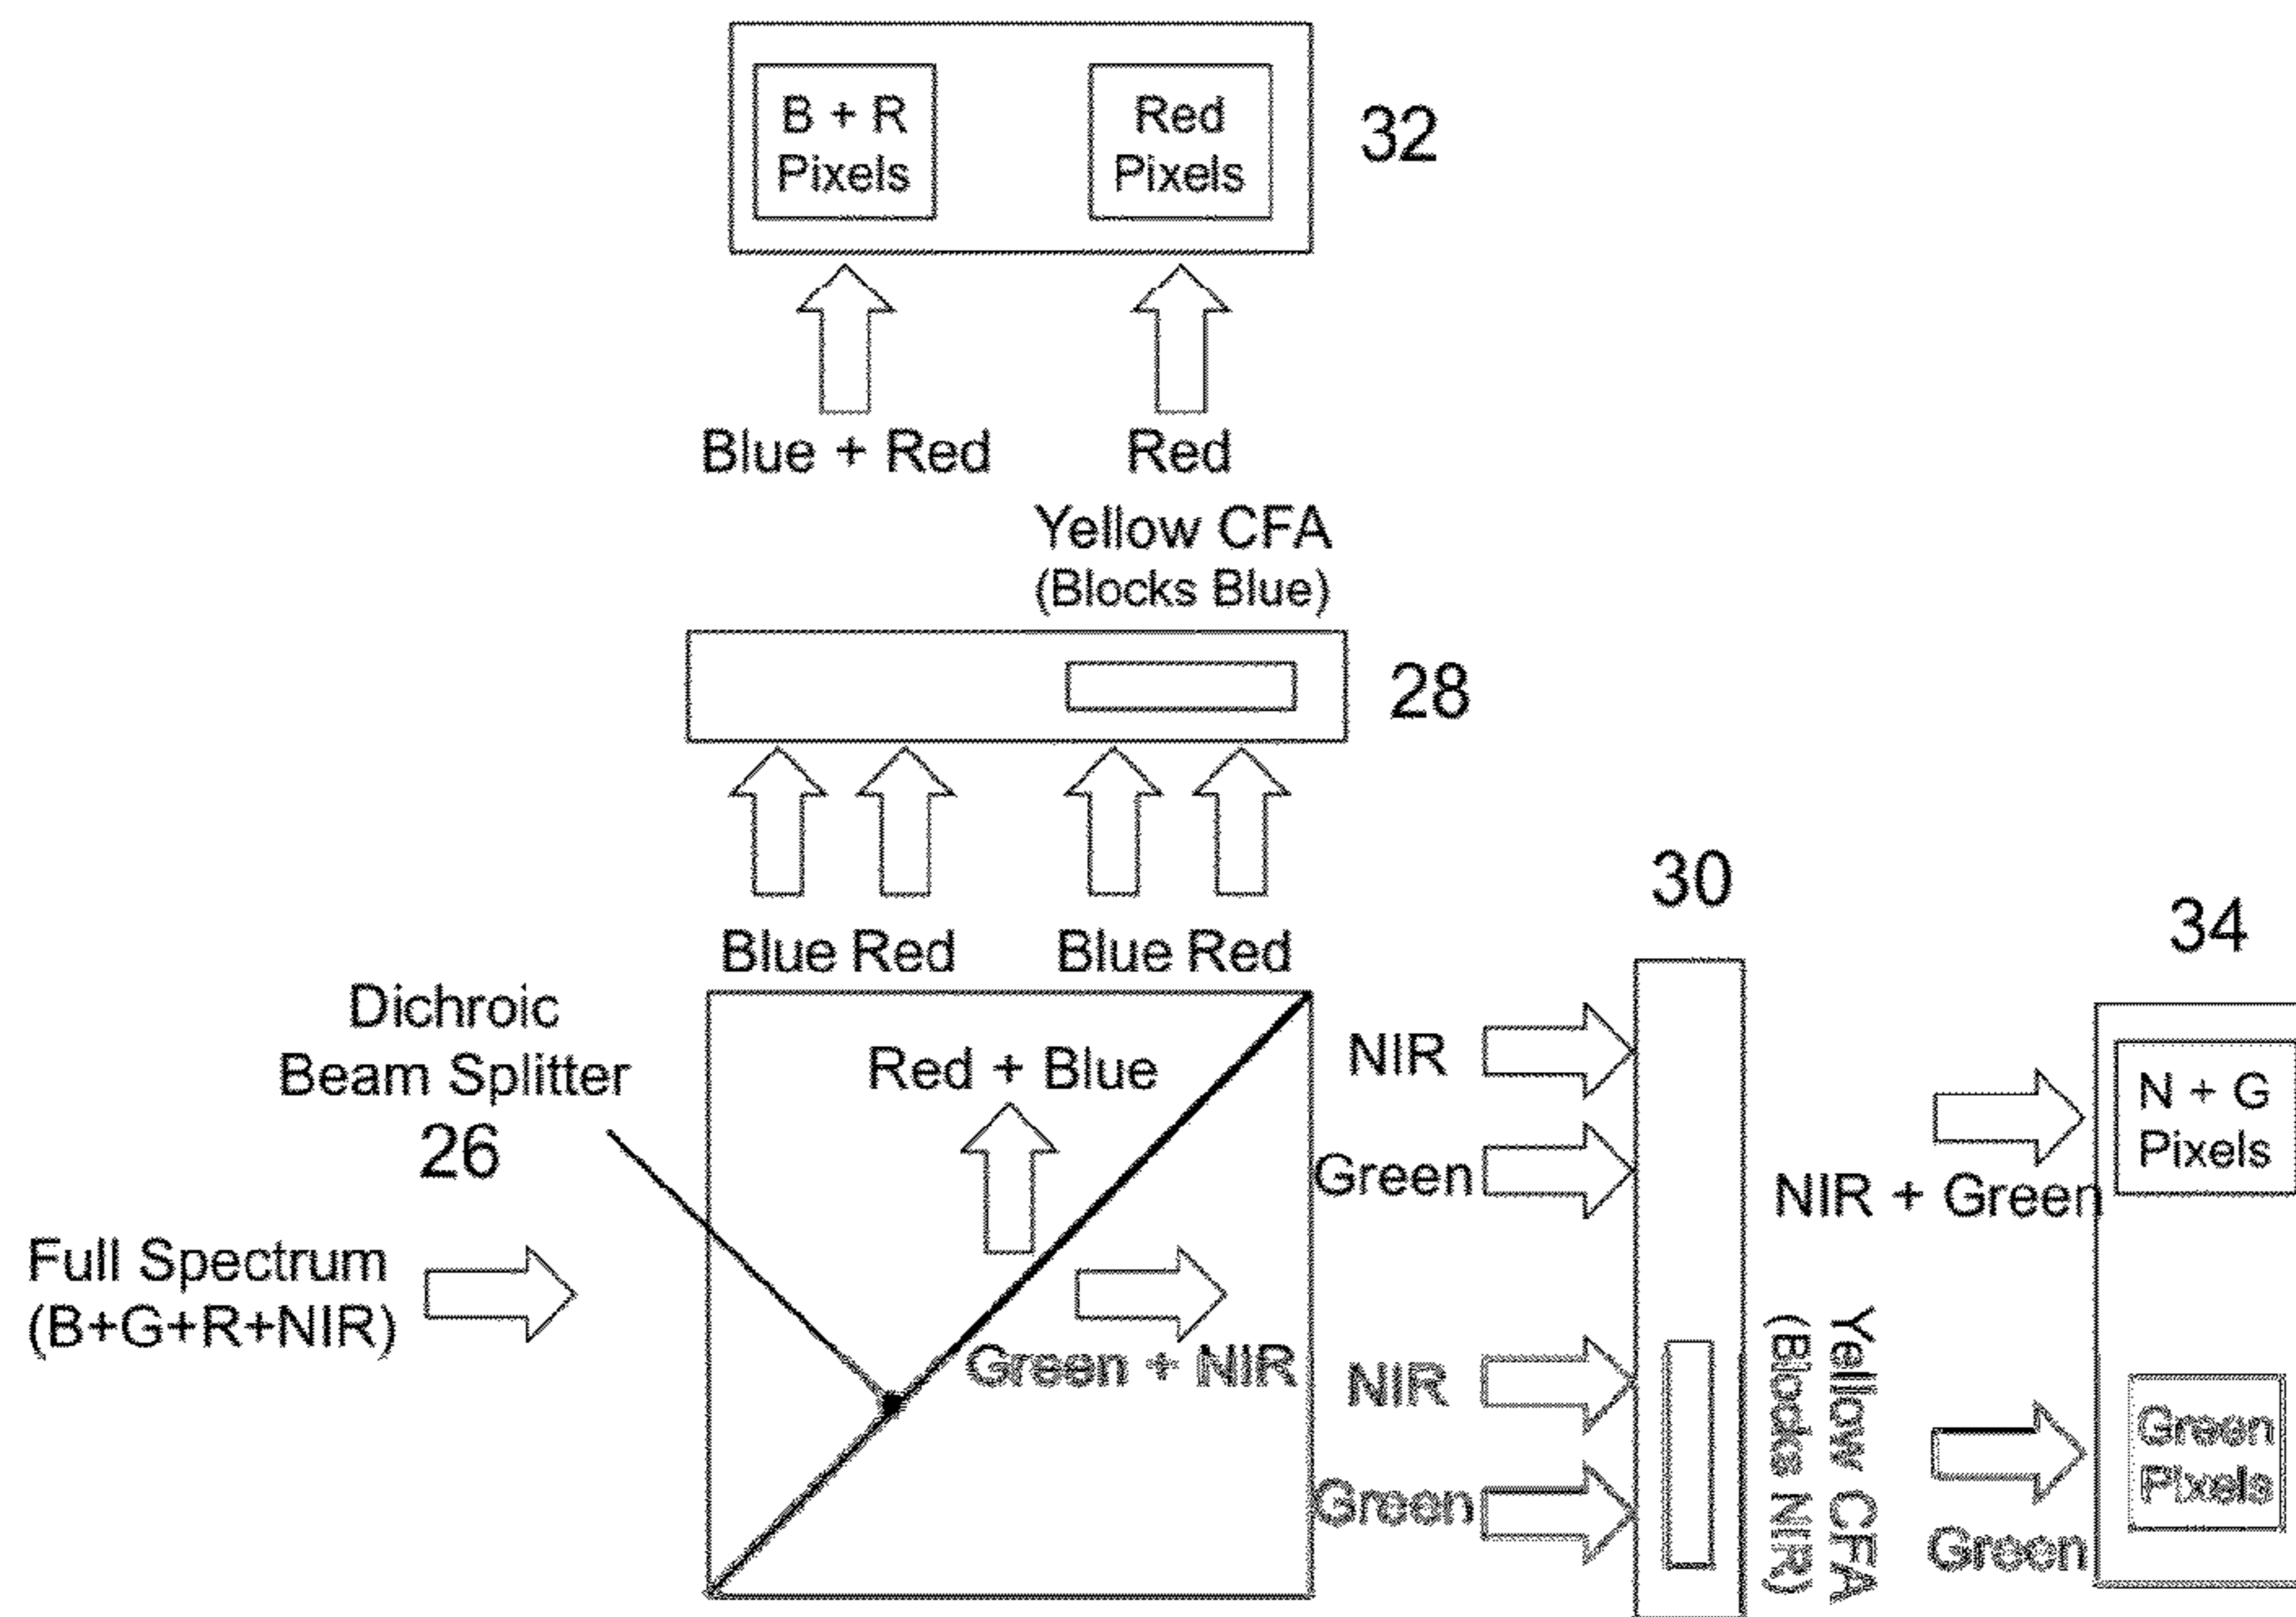 B + R
Pixels
Red
Pixels
32
Blue + Red
Red
Yellow CFA
(Blocks Blue)
28
Blue Red
Blue Red
30
34
Dichroic
Beam Splitter
26
Red + Blue
NIR
Green
NIR + Green
N + G
Pixels
Full Spectrum
(B+G+R+NIR)
Green + NIR
NIR
Green
Yellow CFA
(Blocks NIR)
Green
Green
Pixels